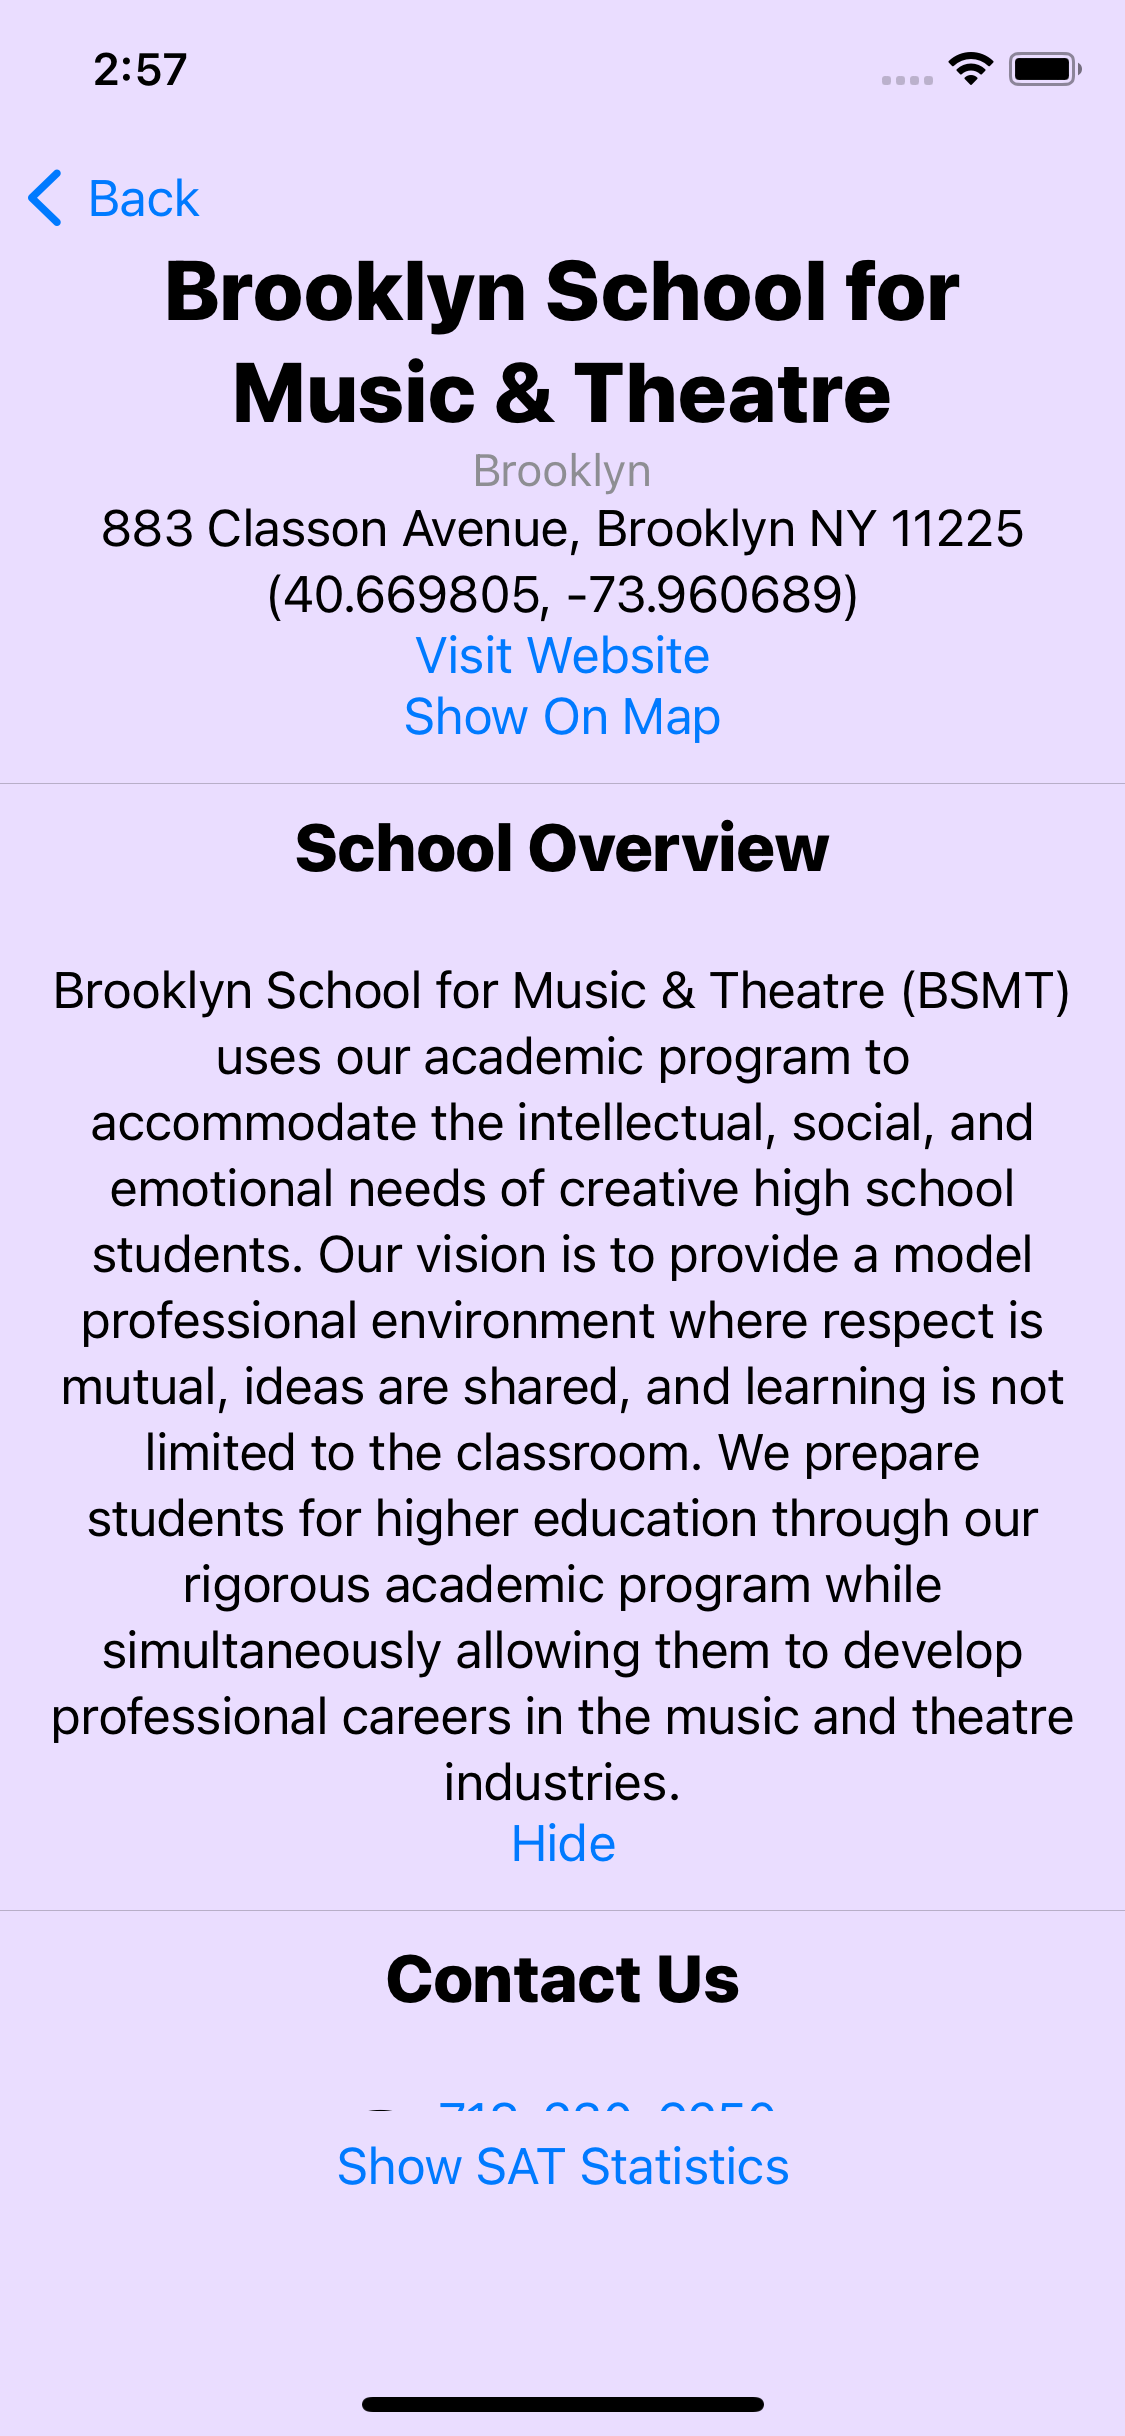 2:57
Back
Brooklyn School for
Music & Theatre
Brooklyn
883 Classon Avenue, Brooklyn NY 11225
(40.669805, -73.960689)
Visit Website
Show On Map
School Overview
Brooklyn School for Music & Theatre (BSMT)
uses our academic program to
accommodate the intellectual, social, and
emotional needs of creative high school
students. Our vision is to provide a model
professional environment where respect is
mutual, ideas are shared, and learning is not
limited to the classroom. We prepare
students for higher education through our
rigorous academic program while
simultaneously allowing them to develop
professional careers in the music and theatre
industries.
Hide
Contact Us
Show SAT Statistics